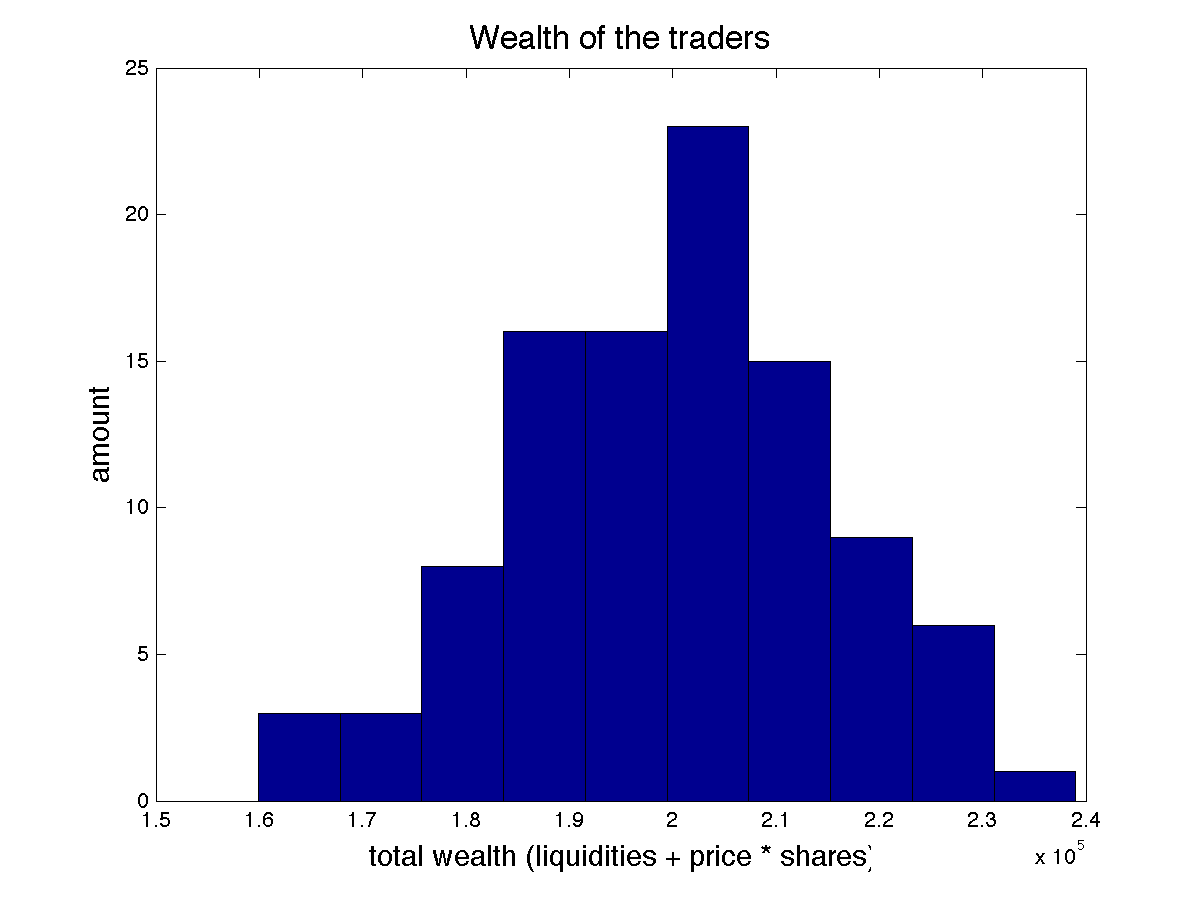 Wealth of the traders
25
20
15
10
5
0
amount
1.5 1.6 1.7 1.8 1.9 2 2.1 2.2 2.3 2.4
x 10^5
total wealth (liquidities + price * shares)